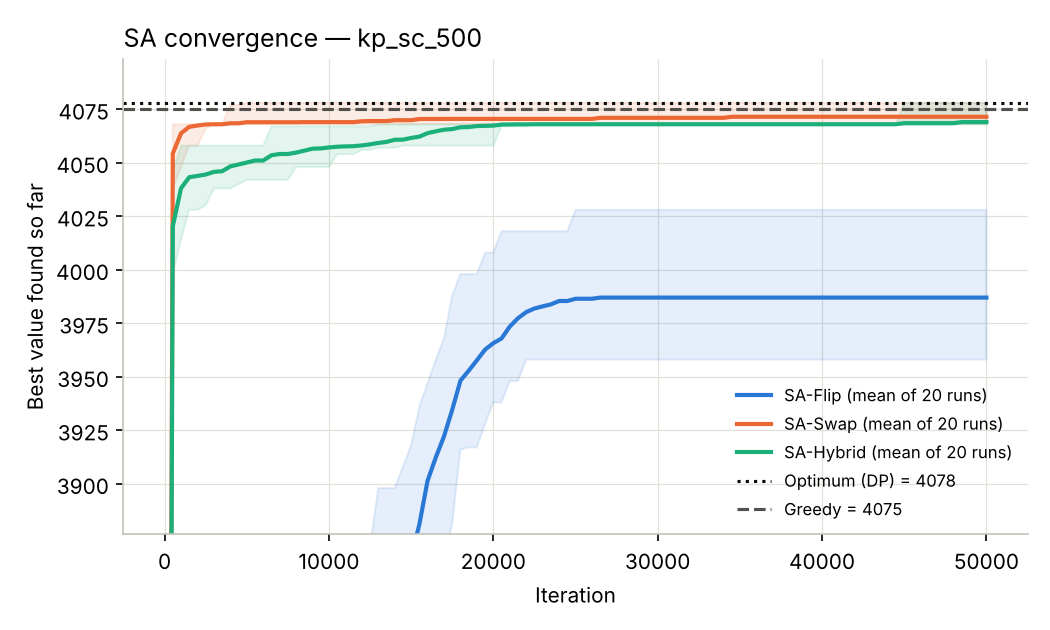 SA convergence — kp_sc_500
Best value found so far
4075
4050
4025
4000
3975
3950
3925
3900
SA-Flip (mean of 20 runs)
SA-Swap (mean of 20 runs)
SA-Hybrid (mean of 20 runs)
Optimum (DP) = 4078
Greedy = 4075
0 10000 20000 30000 40000 50000
Iteration